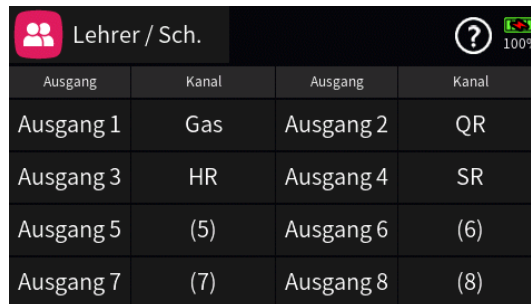 Lehrer / Sch.
100%
Ausgang Kanal Ausgang Kanal
Ausgang 1 Gas Ausgang 2 QR
Ausgang 3 HR Ausgang 4 SR
Ausgang 5 (5) Ausgang 6 (6)
Ausgang 7 (7) Ausgang 8 (8)